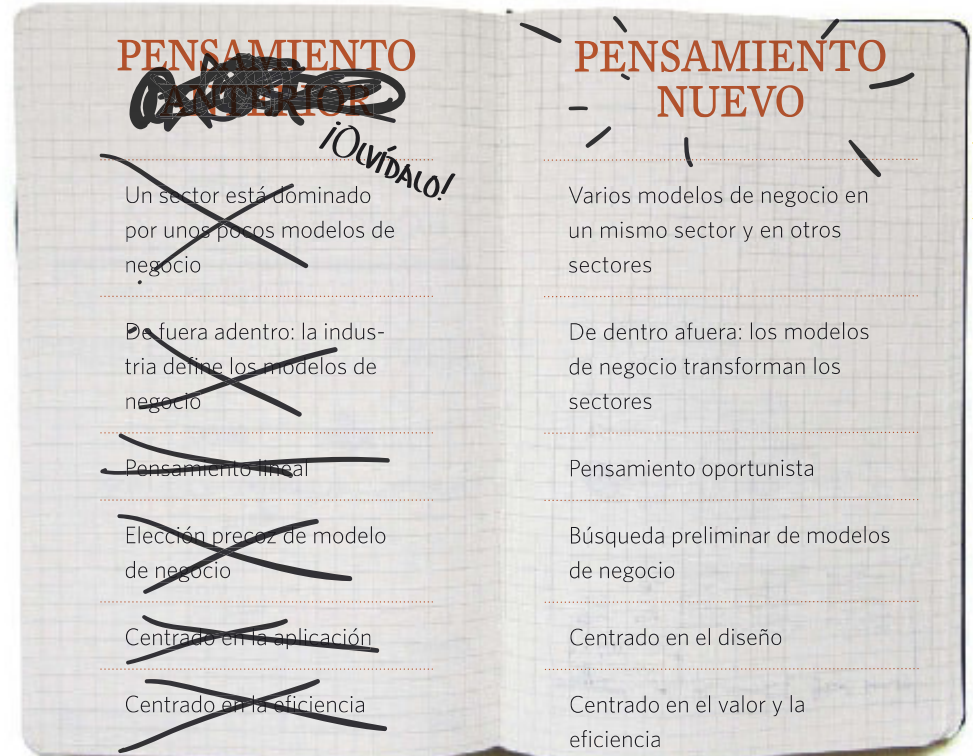 PENSAMIENTO
ANTERIOR
¡OLVÍDALO!
Un sector está dominado
por unos pocos modelos de
negocio
De fuera adentro: la indus-
tria define los modelos de
negocio
Pensamiento lineal
Elección precoz de modelo
de negocio
Centrado en la aplicación
Centrado en la eficiencia
PENSAMIENTO
NUEVO
Varios modelos de negocio en
un mismo sector y en otros
sectores
De dentro afuera: los modelos
de negocio transforman los
sectores
Pensamiento oportunista
Búsqueda preliminar de modelos
de negocio
Centrado en el diseño
Centrado en el valor y la
eficiencia